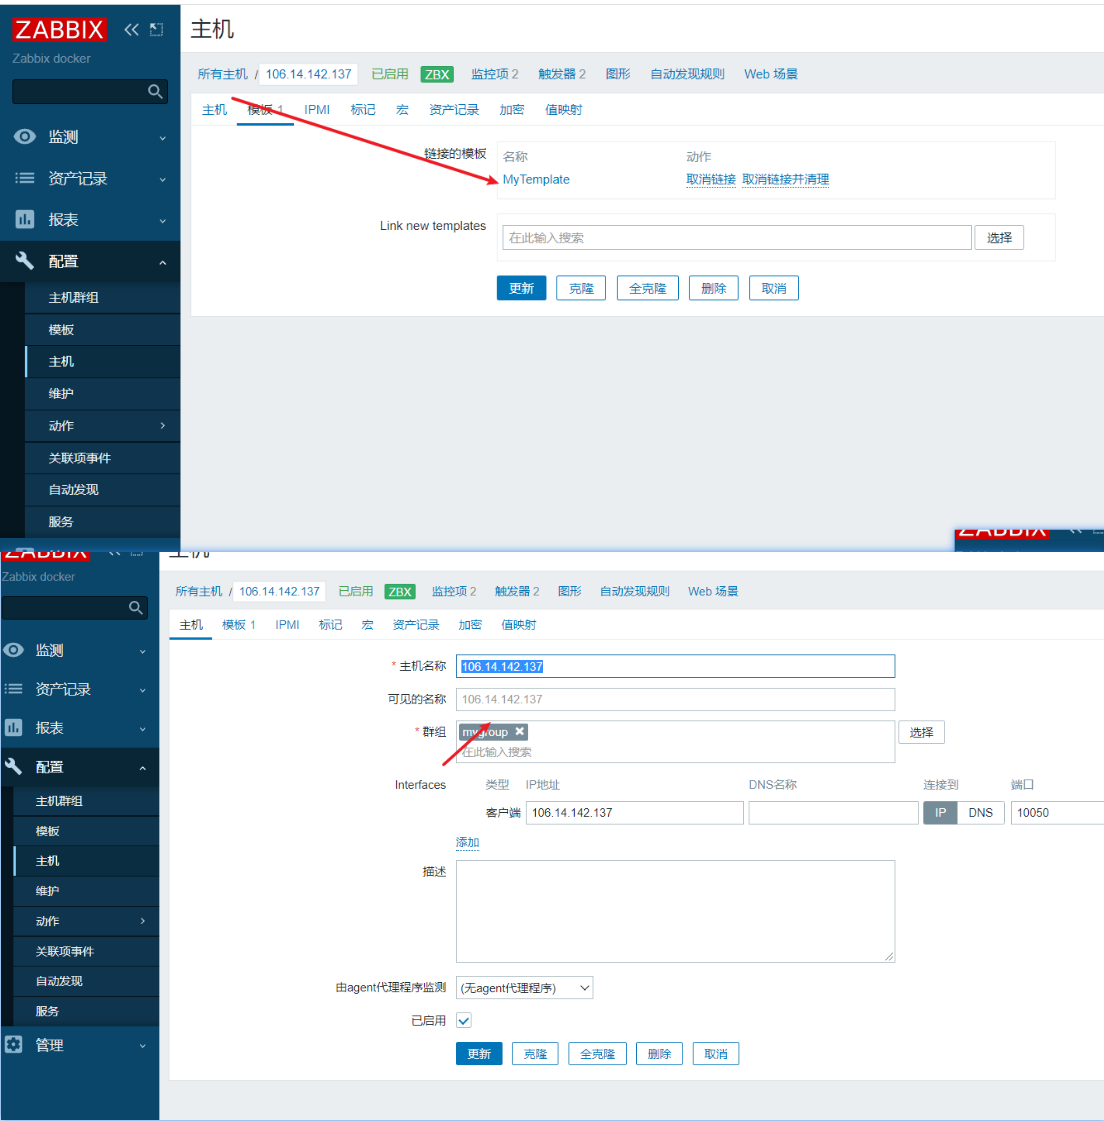 ZABBIX
主机
Zabbix docker
所有主机 / 106.14.142.137 已启用 ZBX 监控项 2 触发器 2 图形 自动发现规则 Web 场景
主机 模板 1 IPMI 标记 宏 资产记录 加密 值映射
监测
资产记录
报表
配置
主机群组
模板
主机
维护
动作
关联项事件
自动发现
服务
链接的模板 名称 动作
MyTemplate 取消链接 取消链接并清理
Link new templates 在此输入搜索 选择
更新 克隆 全克隆 删除 取消
ZABBIX
ZABBIX
主机
Zabbix docker
所有主机 / 106.14.142.137 已启用 ZBX 监控项 2 触发器 2 图形 自动发现规则 Web 场景
主机 模板 1 IPMI 标记 宏 资产记录 加密 值映射
监测
资产记录
报表
配置
主机群组
模板
主机
维护
动作
关联项事件
自动发现
服务
管理
* 主机名称 106.14.142.137
可见的名称 106.14.142.137
* 群组 mygroup 选择
在此输入搜索
Interfaces 类型 IP地址 DNS名称 连接到 端口
客户端 106.14.142.137 IP DNS 10050
添加
描述
由agent代理程序监测 (无agent代理程序)
已启用
更新 克隆 全克隆 删除 取消